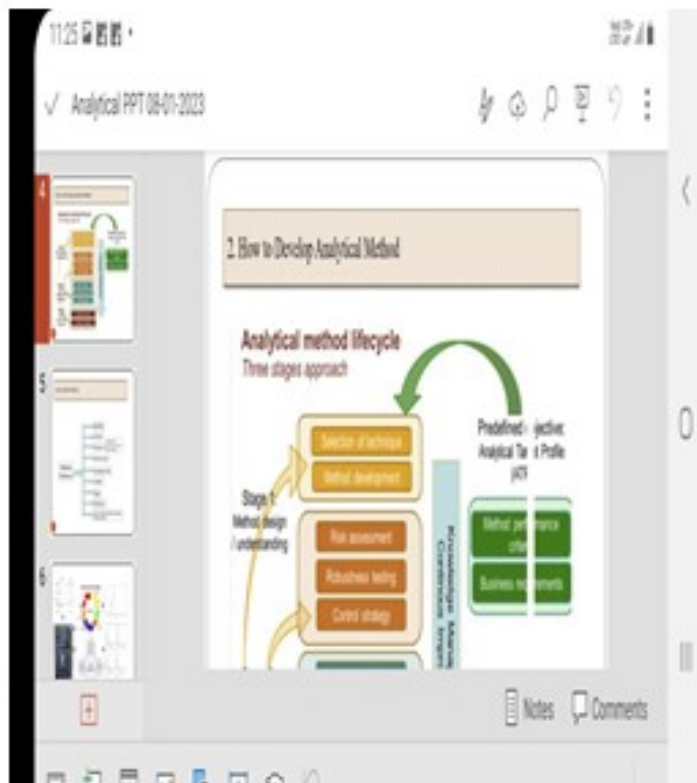 11:25
Analytical PPT 08-01-2023
4
2. How to Develop Analytical Method
Analytical method lifecycle
Three stages approach
Selection of technique
Method development
Stage 1:
Method design
/ understanding
Risk assessment
Robustness testing
Control strategy
Predefined
Analytical
Profile
Method
Business
Knowledge
Continuous
5
6
Notes
Comments